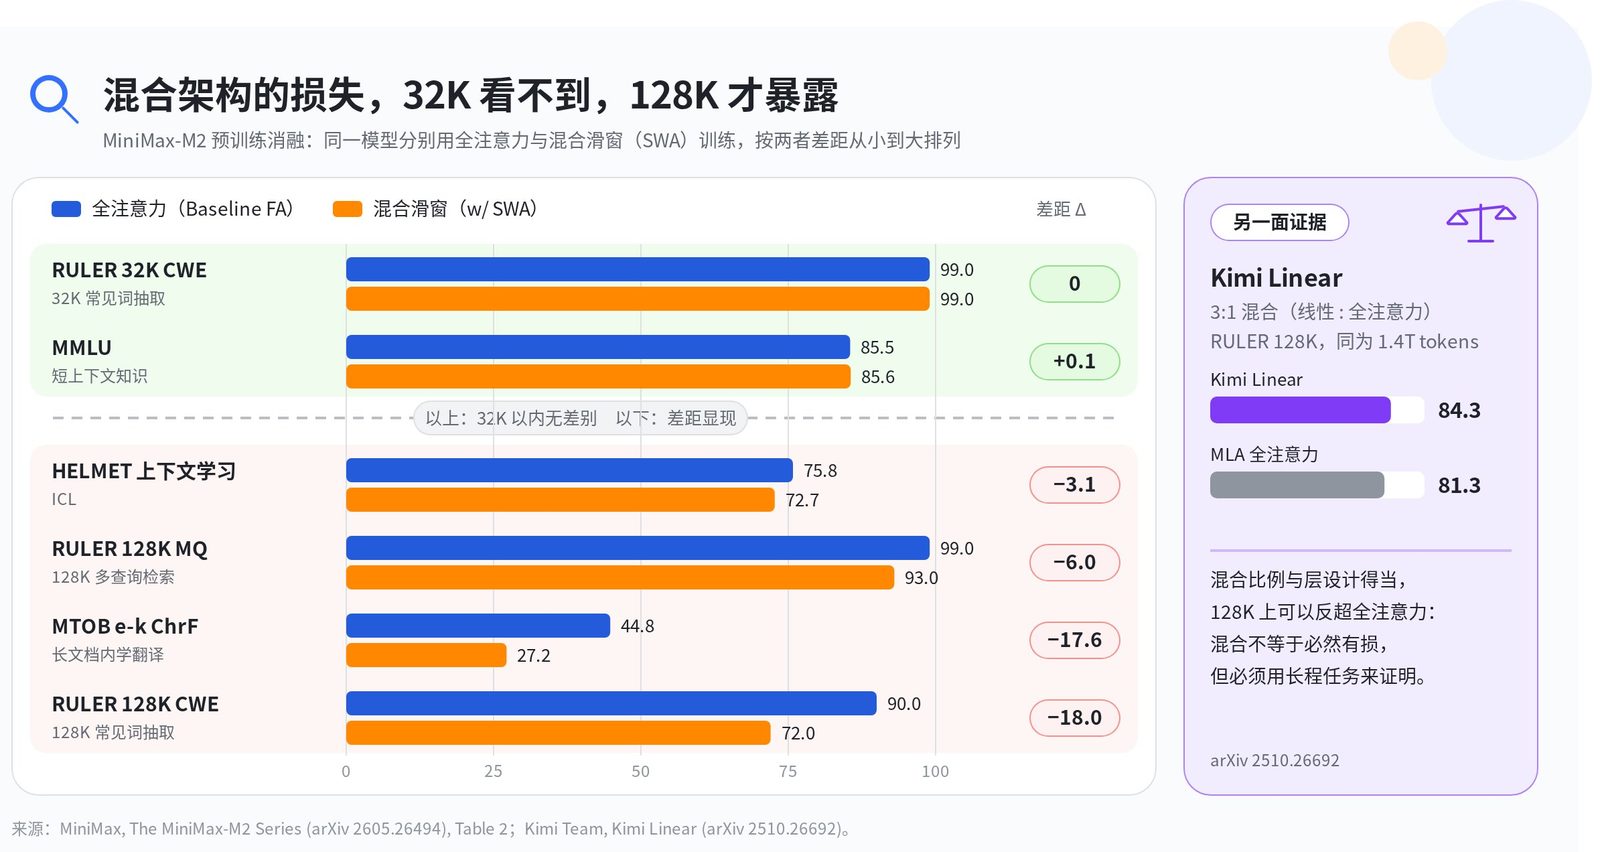 混合架构的损失，32K 看不到，128K 才暴露
MiniMax-M2 预训练消融：同一模型分别用全注意力与混合滑窗（SWA）训练，按两者差距从小到大排列
全注意力（Baseline FA）
混合滑窗（w/ SWA）
差距 Δ
RULER 32K CWE
32K 常见词抽取
99.0
99.0
0
MMLU
短上下文知识
85.5
85.6
+0.1
以上：32K 以内无差别 以下：差距显现
HELMET 上下文学习
ICL
75.8
72.7
−3.1
RULER 128K MQ
128K 多查询检索
99.0
93.0
−6.0
MTOB e-k ChrF
长文档内学翻译
44.8
27.2
−17.6
RULER 128K CWE
128K 常见词抽取
90.0
72.0
−18.0
0 25 50 75 100
另一面证据
Kimi Linear
3:1 混合（线性 : 全注意力）
RULER 128K，同为 1.4T tokens
Kimi Linear
84.3
MLA 全注意力
81.3
混合比例与层设计得当，
128K 上可以反超全注意力：
混合不等于必然有损，
但必须用长程任务来证明。
arXiv 2510.26692
来源：MiniMax, The MiniMax-M2 Series (arXiv 2605.26494), Table 2；Kimi Team, Kimi Linear (arXiv 2510.26692)。